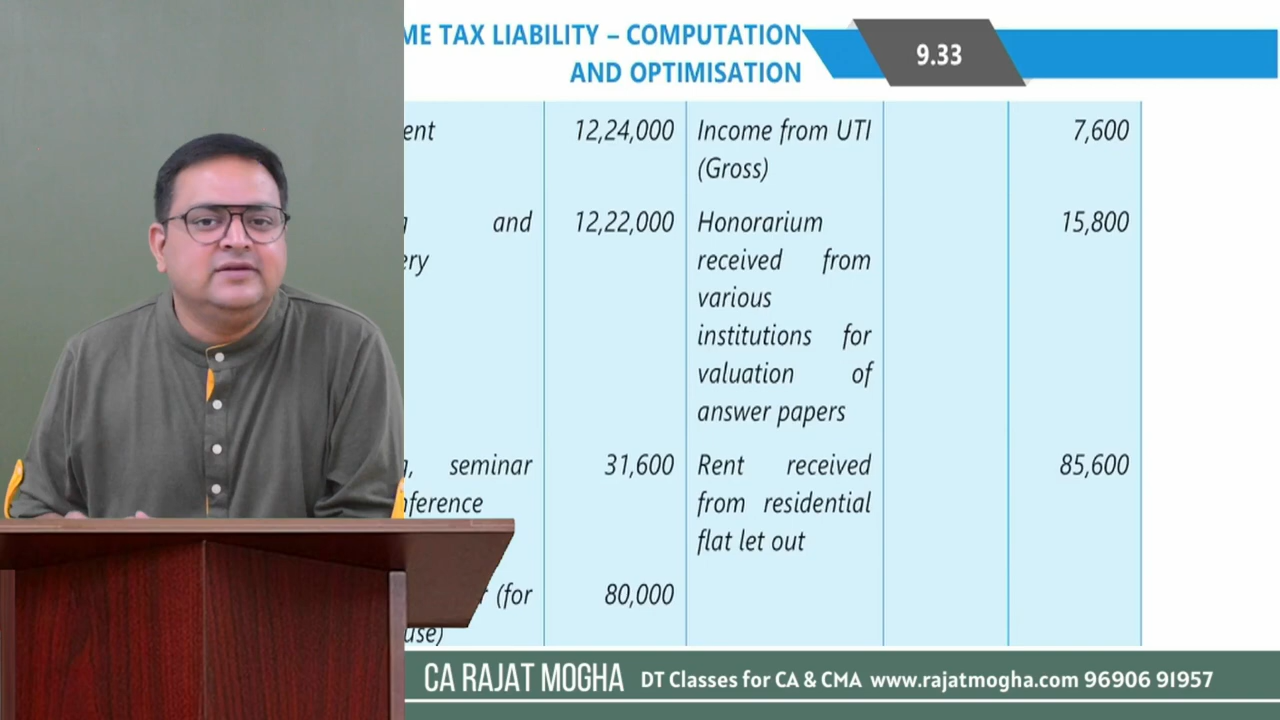 ME TAX LIABILITY – COMPUTATION
AND OPTIMISATION
9.33
ent 12,24,000 Income from UTI 7,600
(Gross)
and 12,22,000 Honorarium 15,800
ery received from
various
institutions for
valuation of
answer papers
, seminar 31,600 Rent received 85,600
nference from residential
flat let out
(for 80,000
use)
CA RAJAT MOGHA DT Classes for CA & CMA www.rajatmogha.com 96906 91957